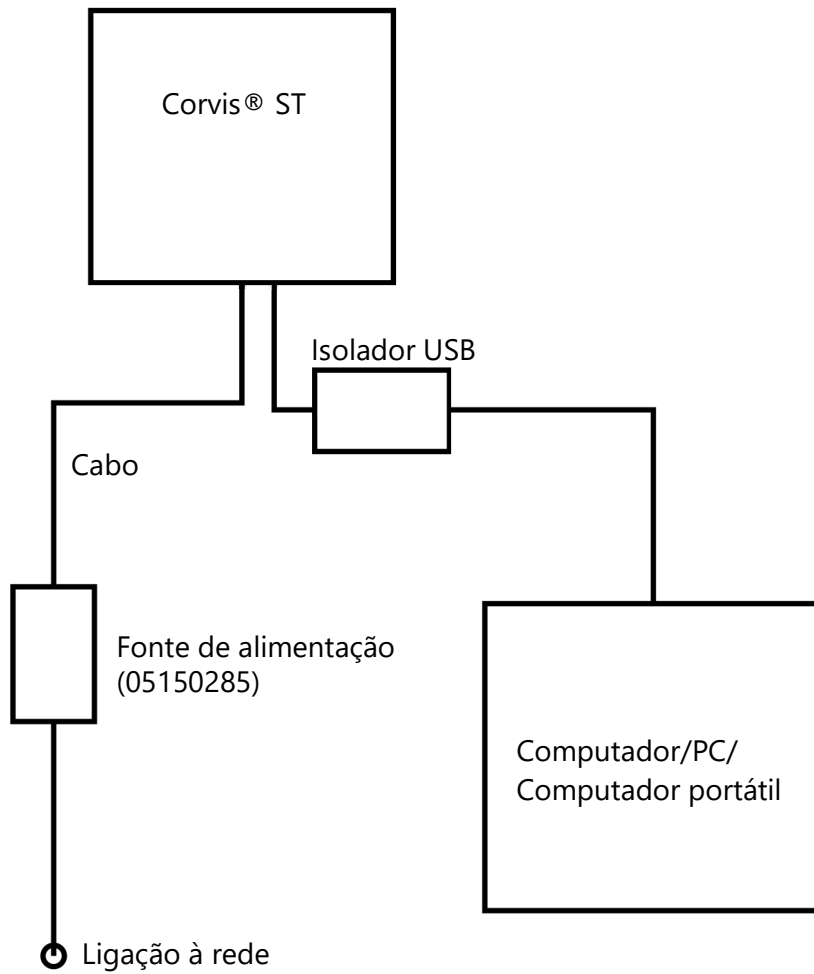 Corvis® ST
Isolador USB
Cabo
Fonte de alimentação
(05150285)
Computador/PC/
Computador portátil
Ligação à rede